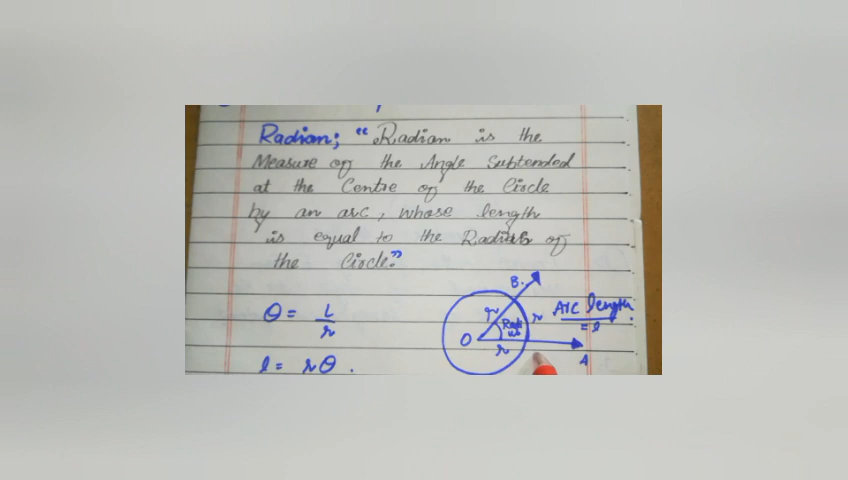 Radian; "Radian is the
Measure of the Angle Subtended
at the Centre of the Circle
by an arc, whose length
is equal to the Radius of
the Circle."
θ = L/r
l = rθ.
B.
r
r
Arc length
= l
O
r
A